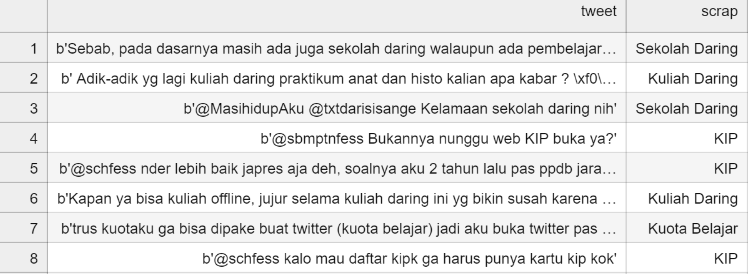 tweet scrap
1 b'Sebab, pada dasarnya masih ada juga sekolah daring walaupun ada pembelajar... Sekolah Daring
2 b' Adik-adik yg lagi kuliah daring praktikum anat dan histo kalian apa kabar ? \xf0\... Kuliah Daring
3 b'@MasihidupAku @txtdarisisange Kelamaan sekolah daring nih' Sekolah Daring
4 b'@sbmptnfess Bukannya nunggu web KIP buka ya?' KIP
5 b'@schfess nder lebih baik japres aja deh, soalnya aku 2 tahun lalu pas ppdb jara... KIP
6 b'Kapan ya bisa kuliah offline, jujur selama kuliah daring ini yg bikin susah karena ... Kuliah Daring
7 b'trus kuotaku ga bisa dipake buat twitter (kuota belajar) jadi aku buka twitter pas ... Kuota Belajar
8 b'@schfess kalo mau daftar kipk ga harus punya kartu kip kok' KIP